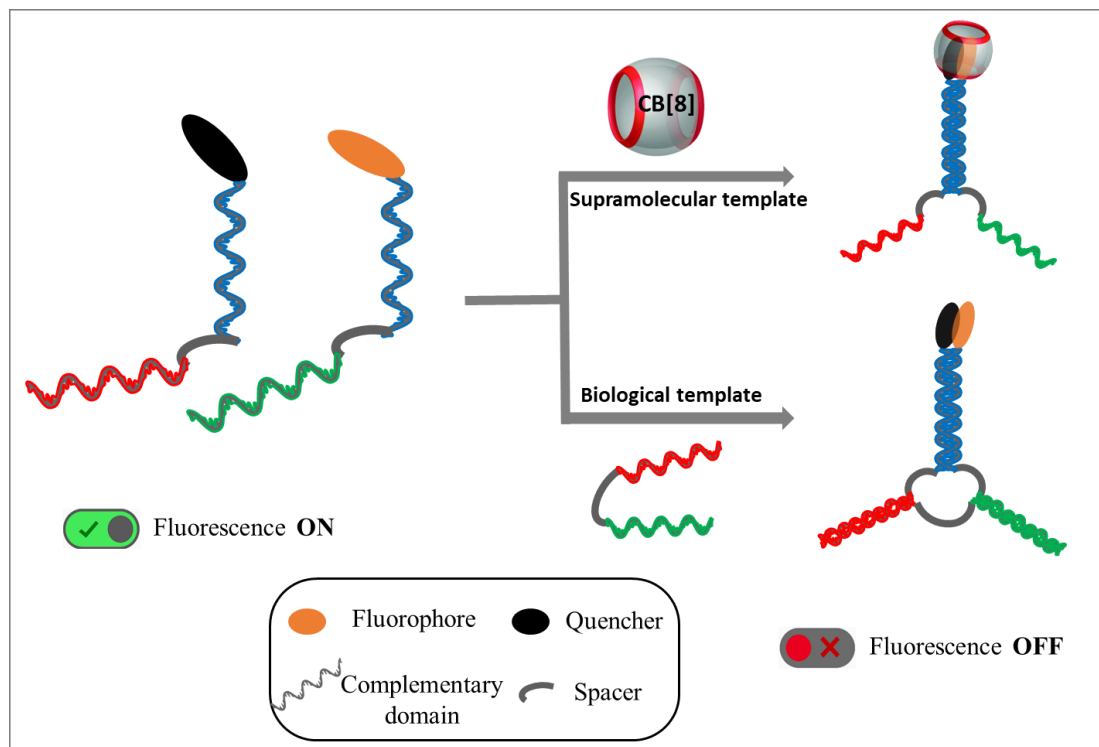 CB[8]
Supramolecular template
Biological template
Fluorescence ON
Fluorophore
Quencher
Complementary
domain
Spacer
Fluorescence OFF